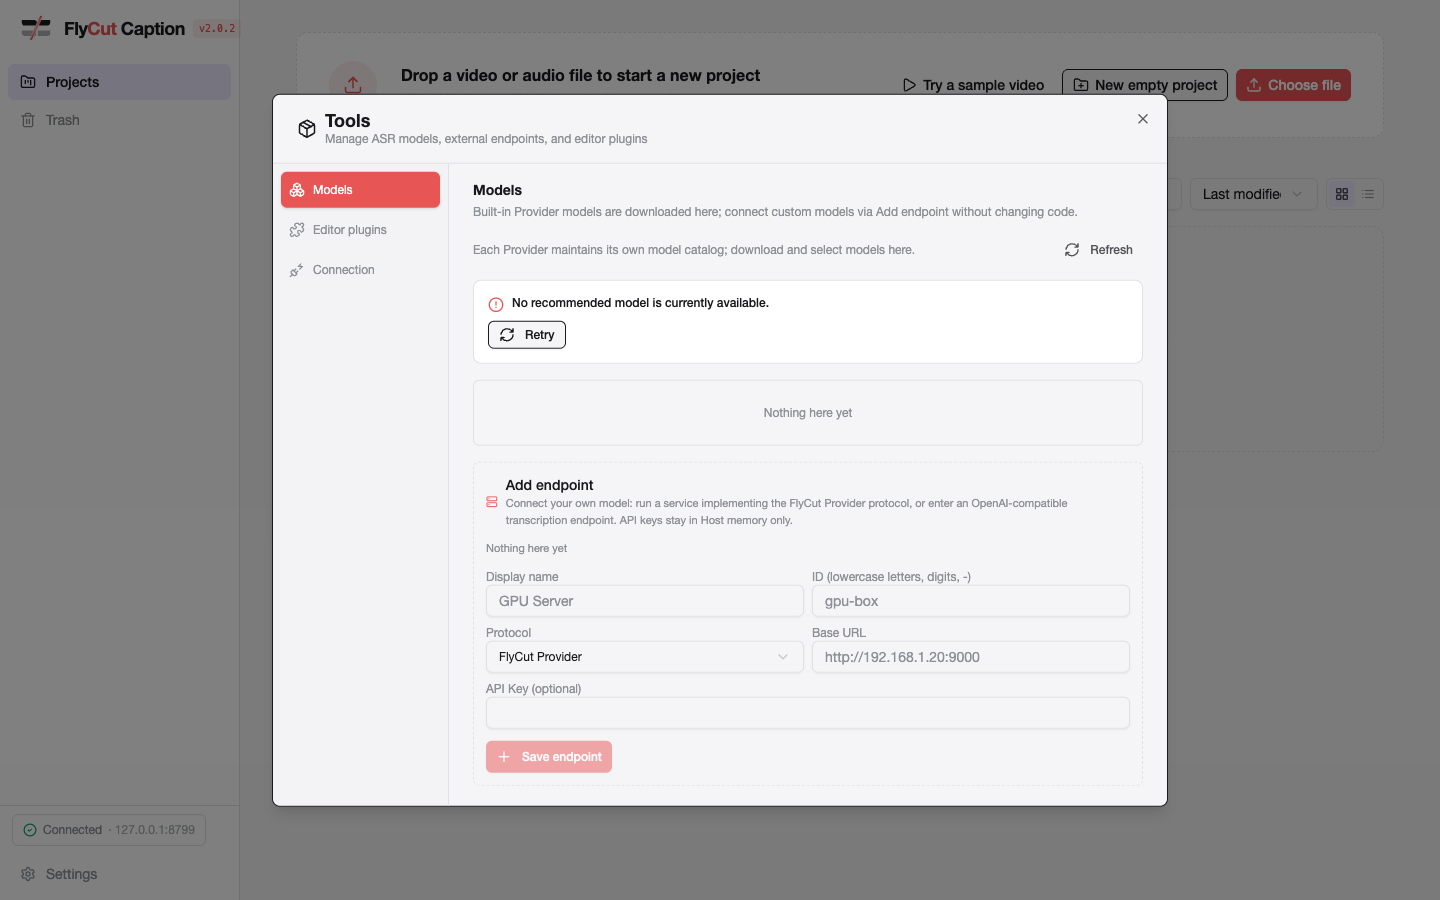 FlyCut Caption v2.0.2
Projects
Trash
Drop a video or audio file to start a new project
Try a sample video
New empty project
Choose file
Last modifie
Tools
Manage ASR models, external endpoints, and editor plugins
Models
Editor plugins
Connection
Models
Built-in Provider models are downloaded here; connect custom models via Add endpoint without changing code.
Each Provider maintains its own model catalog; download and select models here.
Refresh
No recommended model is currently available.
Retry
Nothing here yet
Add endpoint
Connect your own model: run a service implementing the FlyCut Provider protocol, or enter an OpenAI-compatible
transcription endpoint. API keys stay in Host memory only.
Nothing here yet
Display name
ID (lowercase letters, digits, -)
GPU Server
gpu-box
Protocol
Base URL
FlyCut Provider
http://192.168.1.20:9000
API Key (optional)
Save endpoint
Connected · 127.0.0.1:8799
Settings